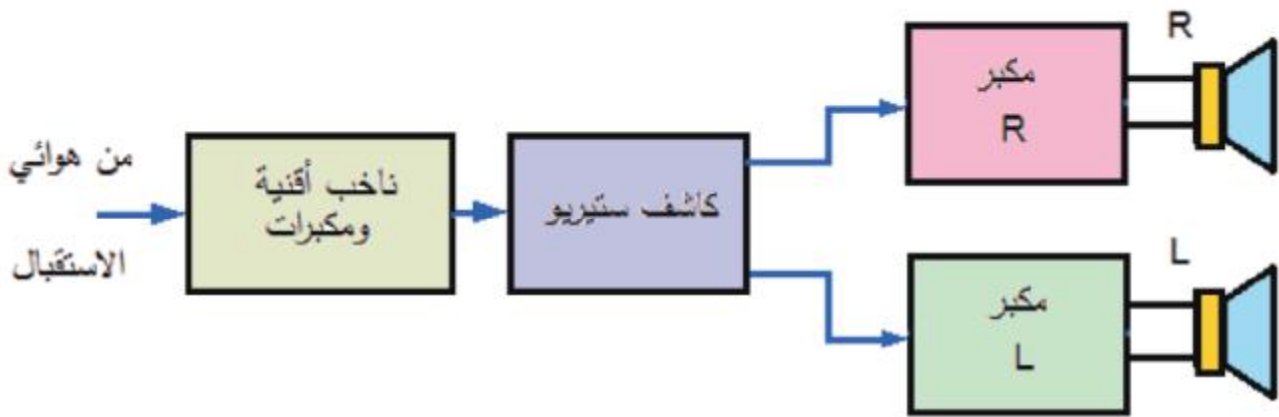 من هوائي
الاستقبال
ناخب أقنية
ومكبرات
كاشف ستيريو
مكبر
R
R
مكبر
L
L